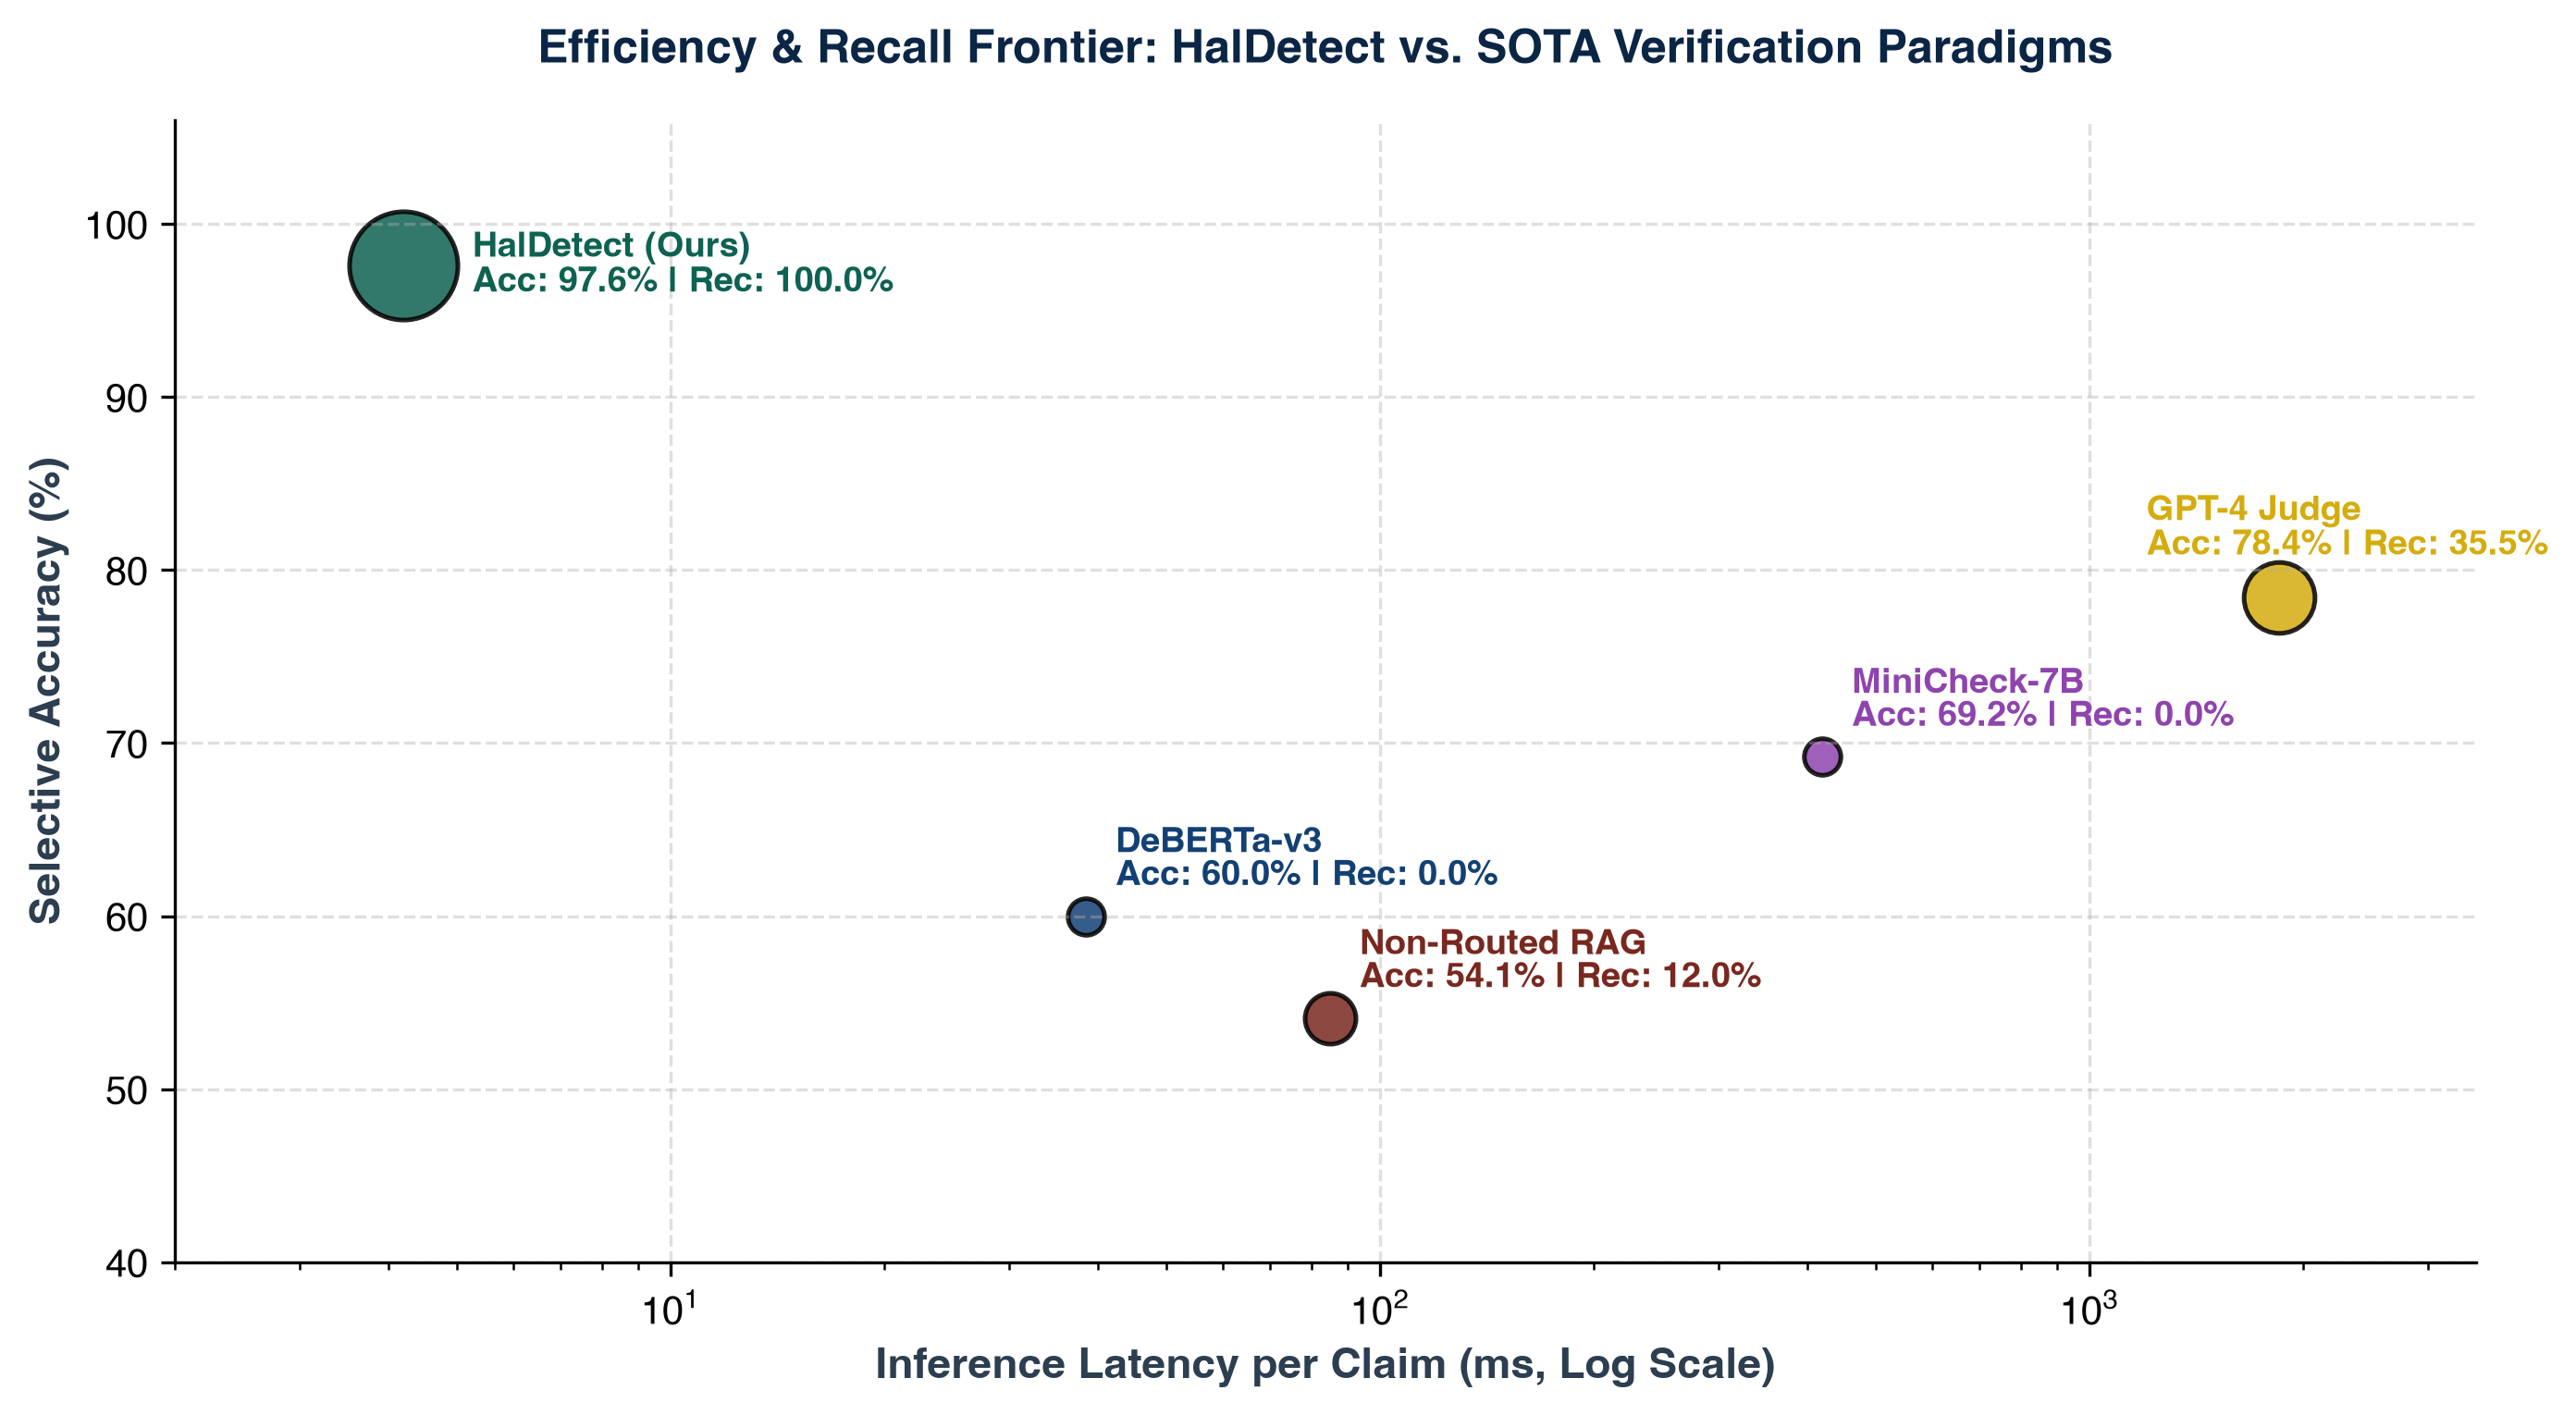 Efficiency & Recall Frontier: HalDetect vs. SOTA Verification Paradigms
Selective Accuracy (%)
100
90
80
70
60
50
40
HalDetect (Ours)
Acc: 97.6% | Rec: 100.0%
GPT-4 Judge
Acc: 78.4% | Rec: 35.5%
MiniCheck-7B
Acc: 69.2% | Rec: 0.0%
DeBERTa-v3
Acc: 60.0% | Rec: 0.0%
Non-Routed RAG
Acc: 54.1% | Rec: 12.0%
10¹ 10² 10³
Inference Latency per Claim (ms, Log Scale)